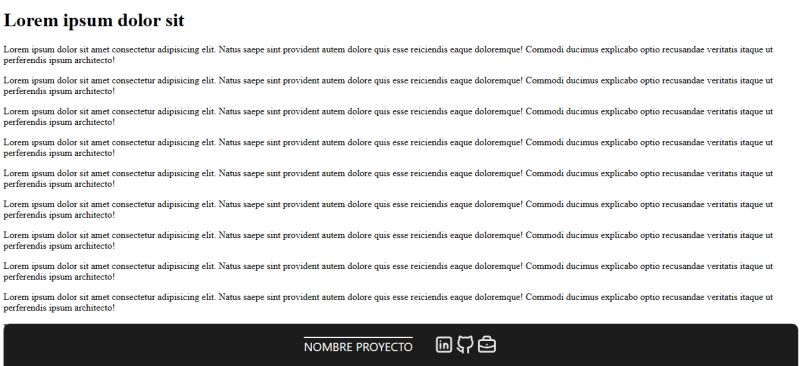 Lorem ipsum dolor sit
Lorem ipsum dolor sit amet consectetur adipisicing elit. Natus saepe sint provident autem dolore quis esse reiciendis eaque doloremque! Commodi ducimus explicabo optio recusandae veritatis itaque ut
perferendis ipsum architecto!
Lorem ipsum dolor sit amet consectetur adipisicing elit. Natus saepe sint provident autem dolore quis esse reiciendis eaque doloremque! Commodi ducimus explicabo optio recusandae veritatis itaque ut
perferendis ipsum architecto!
Lorem ipsum dolor sit amet consectetur adipisicing elit. Natus saepe sint provident autem dolore quis esse reiciendis eaque doloremque! Commodi ducimus explicabo optio recusandae veritatis itaque ut
perferendis ipsum architecto!
Lorem ipsum dolor sit amet consectetur adipisicing elit. Natus saepe sint provident autem dolore quis esse reiciendis eaque doloremque! Commodi ducimus explicabo optio recusandae veritatis itaque ut
perferendis ipsum architecto!
Lorem ipsum dolor sit amet consectetur adipisicing elit. Natus saepe sint provident autem dolore quis esse reiciendis eaque doloremque! Commodi ducimus explicabo optio recusandae veritatis itaque ut
perferendis ipsum architecto!
Lorem ipsum dolor sit amet consectetur adipisicing elit. Natus saepe sint provident autem dolore quis esse reiciendis eaque doloremque! Commodi ducimus explicabo optio recusandae veritatis itaque ut
perferendis ipsum architecto!
Lorem ipsum dolor sit amet consectetur adipisicing elit. Natus saepe sint provident autem dolore quis esse reiciendis eaque doloremque! Commodi ducimus explicabo optio recusandae veritatis itaque ut
perferendis ipsum architecto!
Lorem ipsum dolor sit amet consectetur adipisicing elit. Natus saepe sint provident autem dolore quis esse reiciendis eaque doloremque! Commodi ducimus explicabo optio recusandae veritatis itaque ut
perferendis ipsum architecto!
Lorem ipsum dolor sit amet consectetur adipisicing elit. Natus saepe sint provident autem dolore quis esse reiciendis eaque doloremque! Commodi ducimus explicabo optio recusandae veritatis itaque ut
perferendis ipsum architecto!
NOMBRE PROYECTO in